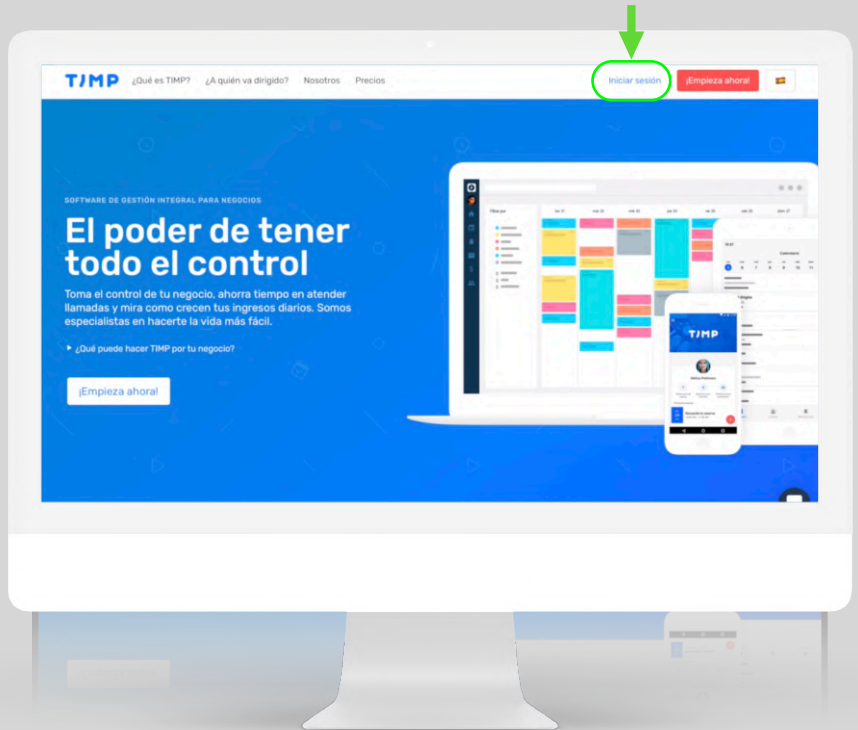 TIMP
¿Qué es TIMP?
¿A quién va dirigido?
Nosotros
Precios
Iniciar sesión
¡Empieza ahora!
SOFTWARE DE GESTIÓN INTEGRAL PARA NEGOCIOS
El poder de tener
todo el control
Toma el control de tu negocio, ahorra tiempo en atender
llamadas y mira como crecen tus ingresos diarios. Somos
especialistas en hacerte la vida más fácil.
¿Qué puede hacer TIMP por tu negocio?
¡Empieza ahora!
Filtrar por
Calendario
TIMP